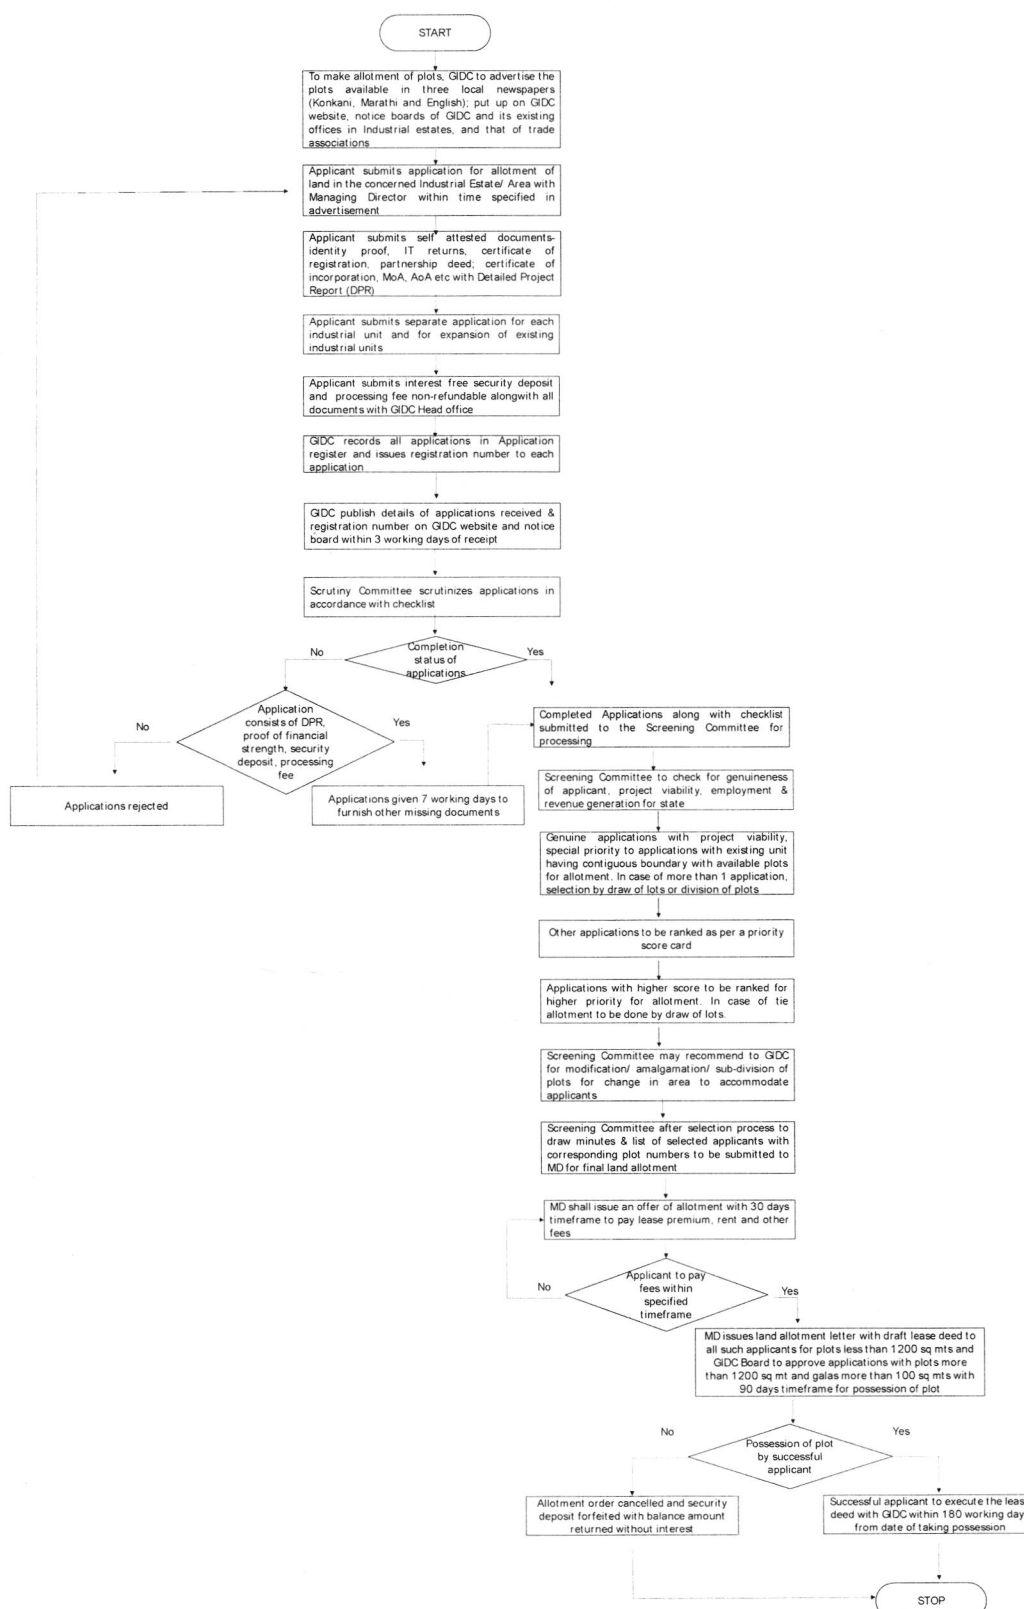 START
To make allotment of plots, GIDC to advertise the
plots available in three local newspapers
(Konkani, Marathi and English); put up on GIDC
website, notice boards of GIDC and its existing
offices in Industrial estates, and that of trade
associations
Applicant submits application for allotment of
land in the concerned Industrial Estate/ Area with
Managing Director within time specified in
advertisement
Applicant submits self attested documents-
identity proof, IT returns, certificate of
registration, partnership deed; certificate of
incorporation, MoA, AoA etc with Detailed Project
Report (DPR)
Applicant submits separate application for each
industrial unit and for expansion of existing
industrial units
Applicant submits interest free security deposit
and processing fee non-refundable alongwith all
documents with GIDC Head office
GIDC records all applications in Application
register and issues registration number to each
application
GIDC publish details of applications received &
registration number on GIDC website and notice
board within 3 working days of receipt
Scrutiny Committee scrutinizes applications in
accordance with checklist
Completion
status of
applications
No
Yes
Application
consists of DPR,
proof of financial
strength, security
deposit, processing
fee
No
Yes
Applications rejected
Applications given 7 working days to
furnish other missing documents
Completed Applications along with checklist
submitted to the Screening Committee for
processing
Screening Committee to check for genuineness
of applicant, project viability, employment &
revenue generation for state
Genuine applications with project viability,
special priority to applications with existing unit
having contiguous boundary with available plots
for allotment. In case of more than 1 application,
selection by draw of lots or division of plots
Other applications to be ranked as per a priority
score card
Applications with higher score to be ranked for
higher priority for allotment. In case of tie
allotment to be done by draw of lots.
Screening Committee may recommend to GIDC
for modification/ amalgamation/ sub-division of
plots for change in area to accommodate
applicants
Screening Committee after selection process to
draw minutes & list of selected applicants with
corresponding plot numbers to be submitted to
MD for final land allotment
MD shall issue an offer of allotment with 30 days
timeframe to pay lease premium, rent and other
fees
Applicant to pay
fees within
specified
timeframe
No
Yes
MD issues land allotment letter with draft lease deed to
all such applicants for plots less than 1200 sq mts and
GIDC Board to approve applications with plots more
than 1200 sq mt and galas more than 100 sq mts with
90 days timeframe for possession of plot
No
Yes
Possession of plot
by successful
applicant
Allotment order cancelled and security
deposit forfeited with balance amount
returned without interest
Successful applicant to execute the leas
deed with GIDC within 180 working day
from date of taking possession
STOP